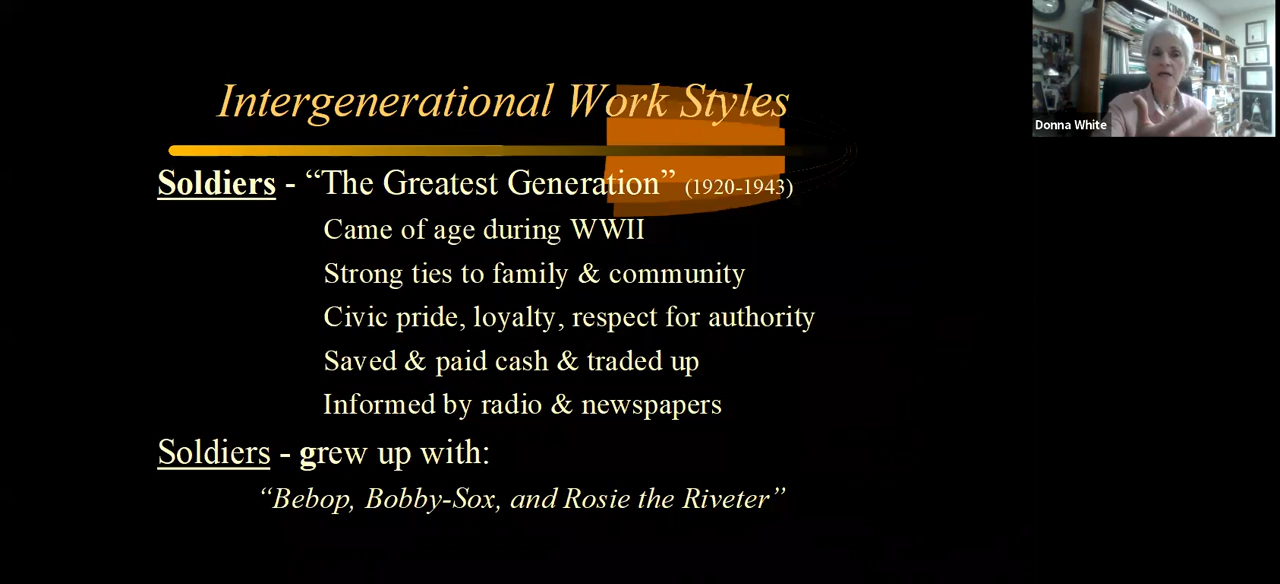 Intergenerational Work Styles
Soldiers - “The Greatest Generation” (1920-1943)
Came of age during WWII
Strong ties to family & community
Civic pride, loyalty, respect for authority
Saved & paid cash & traded up
Informed by radio & newspapers
Soldiers - grew up with:
“Bebop, Bobby-Sox, and Rosie the Riveter”
KINDNESS
Donna White